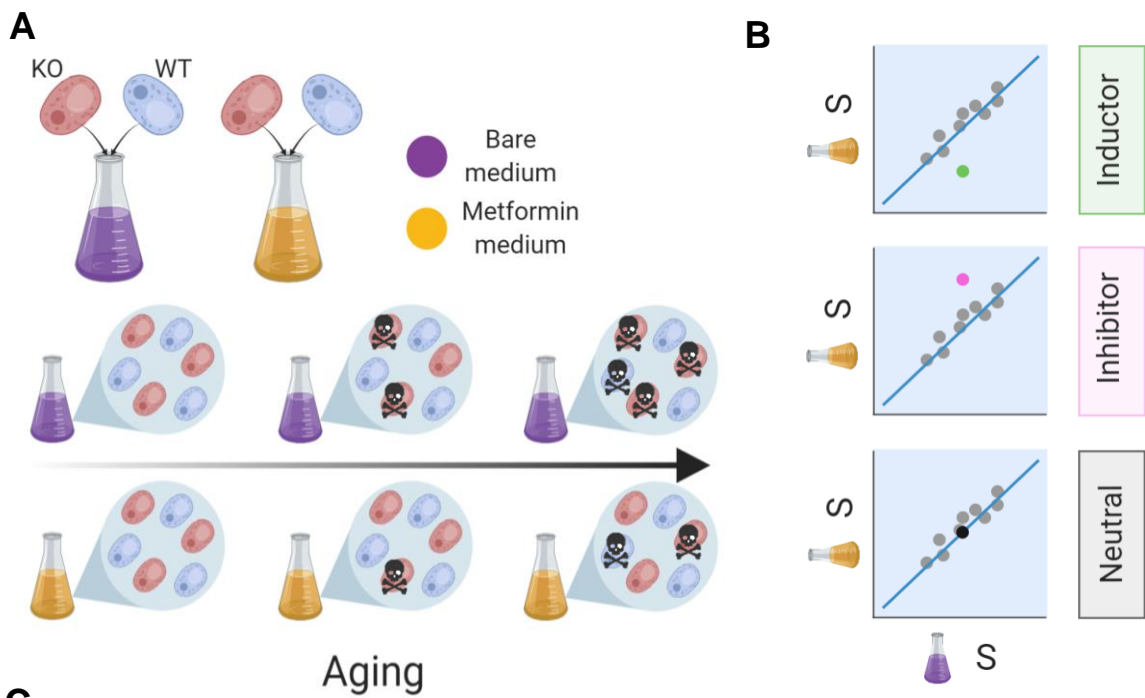 A
KO
WT
Bare
medium
Metformin
medium
Aging
B
S
Inductor
S
Inhibitor
S
Neutral
S